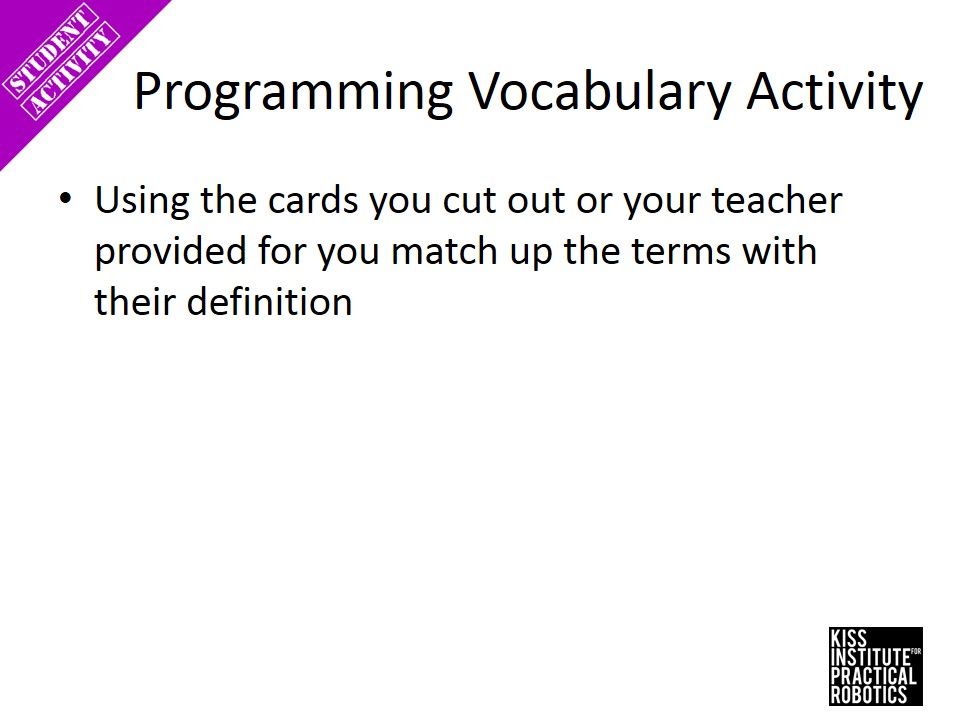 STUDENT
ACTIVITY
Programming Vocabulary Activity
• Using the cards you cut out or your teacher
provided for you match up the terms with
their definition
KISS
INSTITUTE FOR
PRACTICAL
ROBOTICS